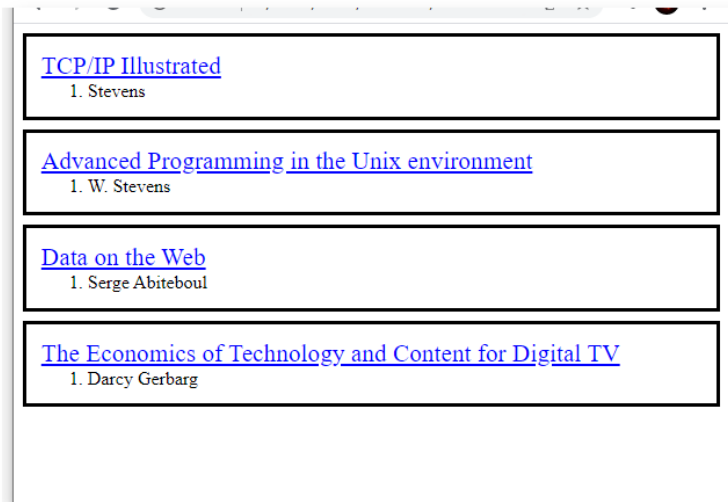 TCP/IP Illustrated
1. Stevens
Advanced Programming in the Unix environment
1. W. Stevens
Data on the Web
1. Serge Abiteboul
The Economics of Technology and Content for Digital TV
1. Darcy Gerbarg